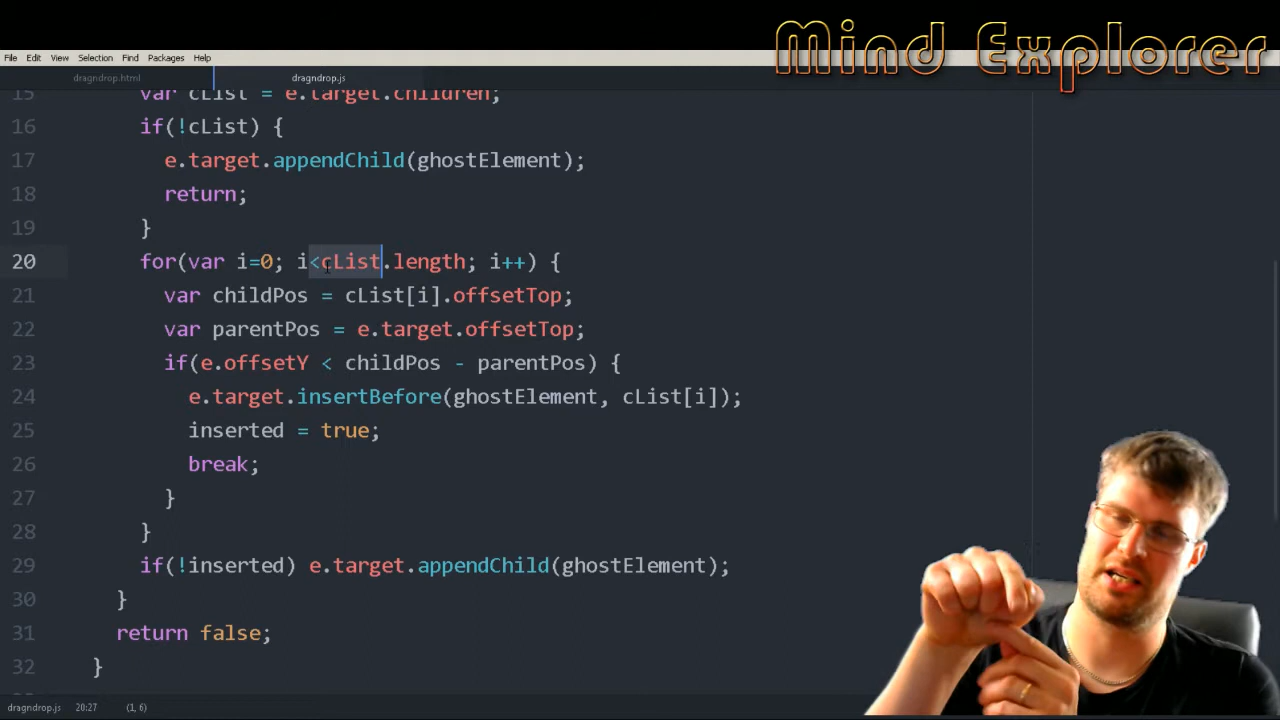 Mind Explorer
File Edit View Selection Find Packages Help
dragndrop.html dragndrop.js
15 var cList = e.target.children;
16 if(!cList) {
17 e.target.appendChild(ghostElement);
18 return;
19 }
20 for(var i=0; i<cList.length; i++) {
21 var childPos = cList[i].offsetTop;
22 var parentPos = e.target.offsetTop;
23 if(e.offsetY < childPos - parentPos) {
24 e.target.insertBefore(ghostElement, cList[i]);
25 inserted = true;
26 break;
27 }
28 }
29 if(!inserted) e.target.appendChild(ghostElement);
30 }
31 return false;
32 }
dragndrop.js 20:27 (1, 6)